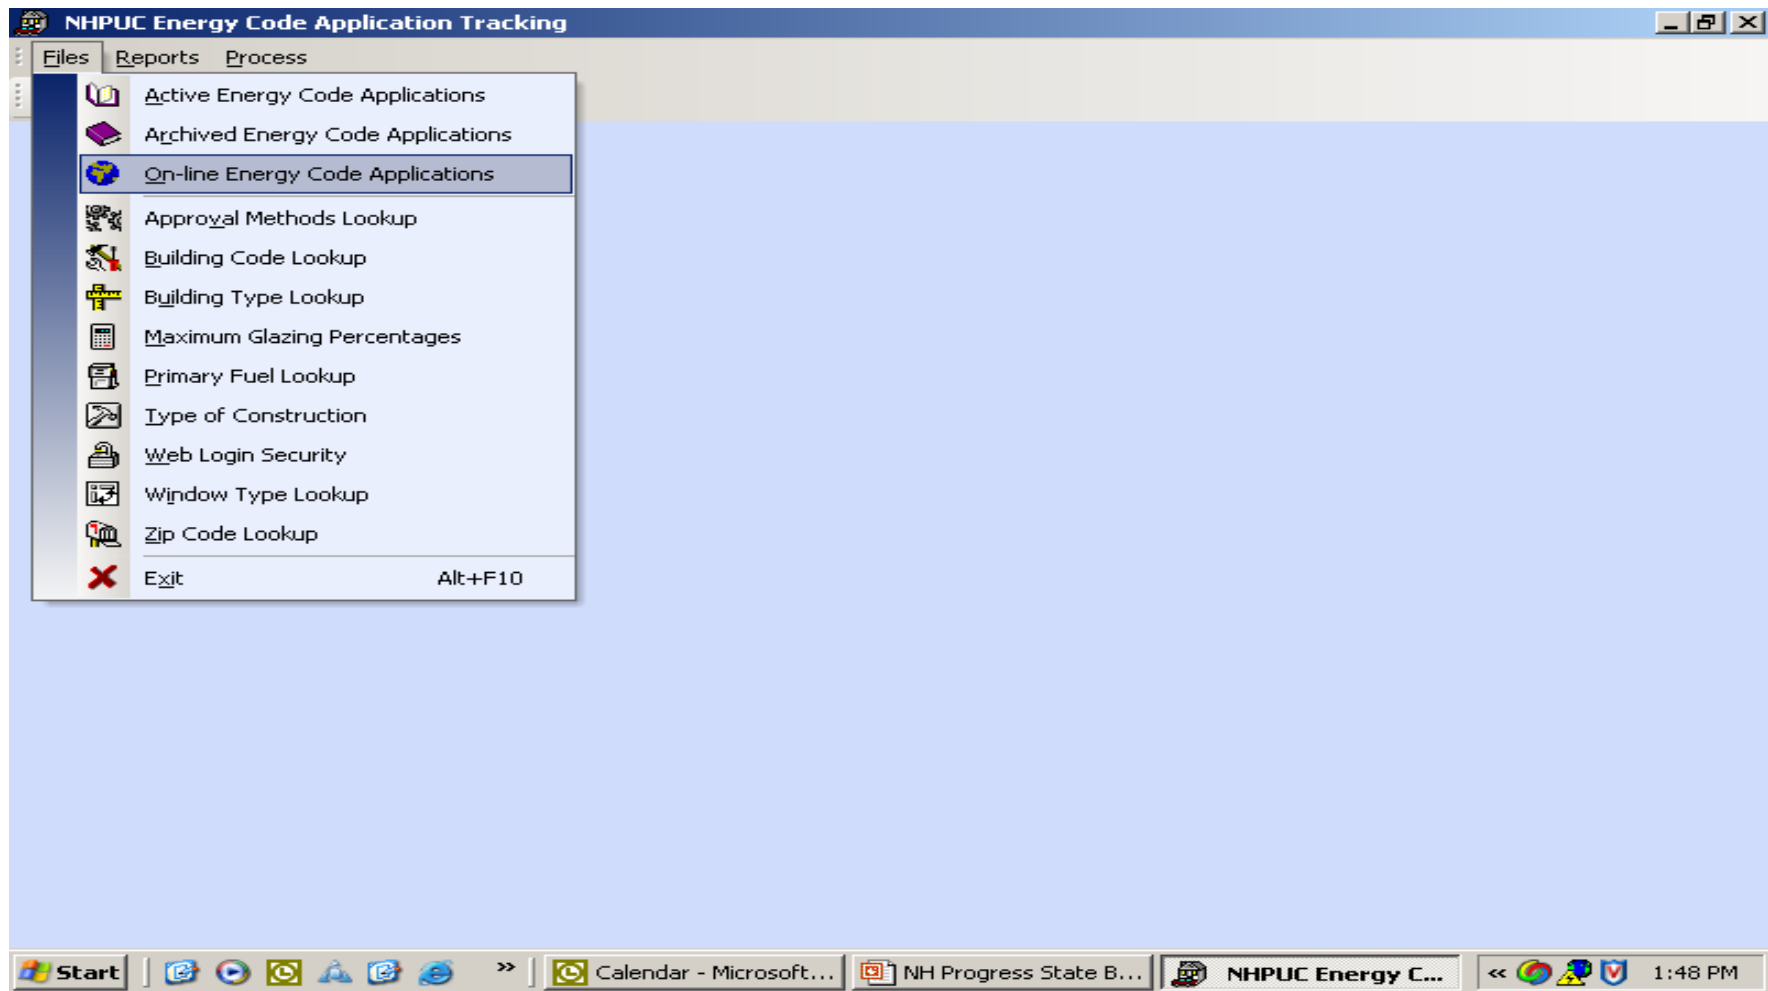 NHPUC Energy Code Application Tracking
Files Reports Process
Active Energy Code Applications
Archived Energy Code Applications
On-line Energy Code Applications
Approval Methods Lookup
Building Code Lookup
Building Type Lookup
Maximum Glazing Percentages
Primary Fuel Lookup
Type of Construction
Web Login Security
Window Type Lookup
Zip Code Lookup
Exit Alt+F10
Start » Calendar - Microsoft... NH Progress State B... NHPUC Energy C... « 1:48 PM